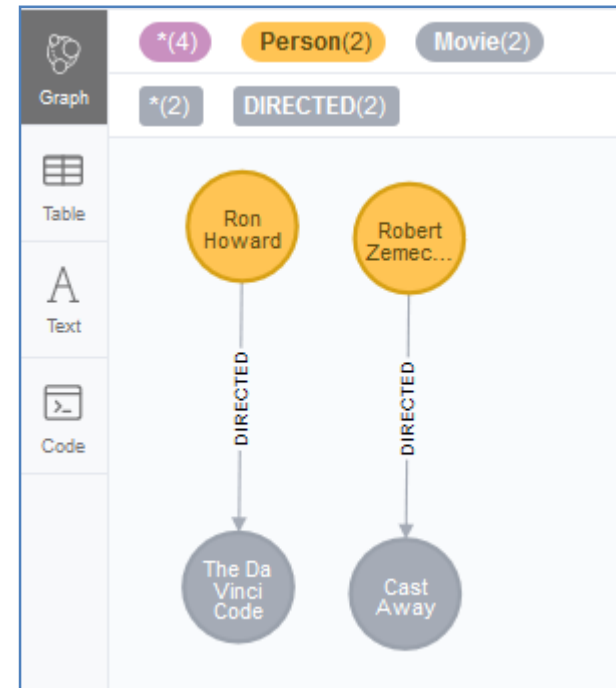 *(4) Person(2) Movie(2)
Graph
*(2) DIRECTED(2)
Table
Text
Code
Ron
Howard
Robert
Zemec...
DIRECTED
DIRECTED
The Da
Vinci
Code
Cast
Away